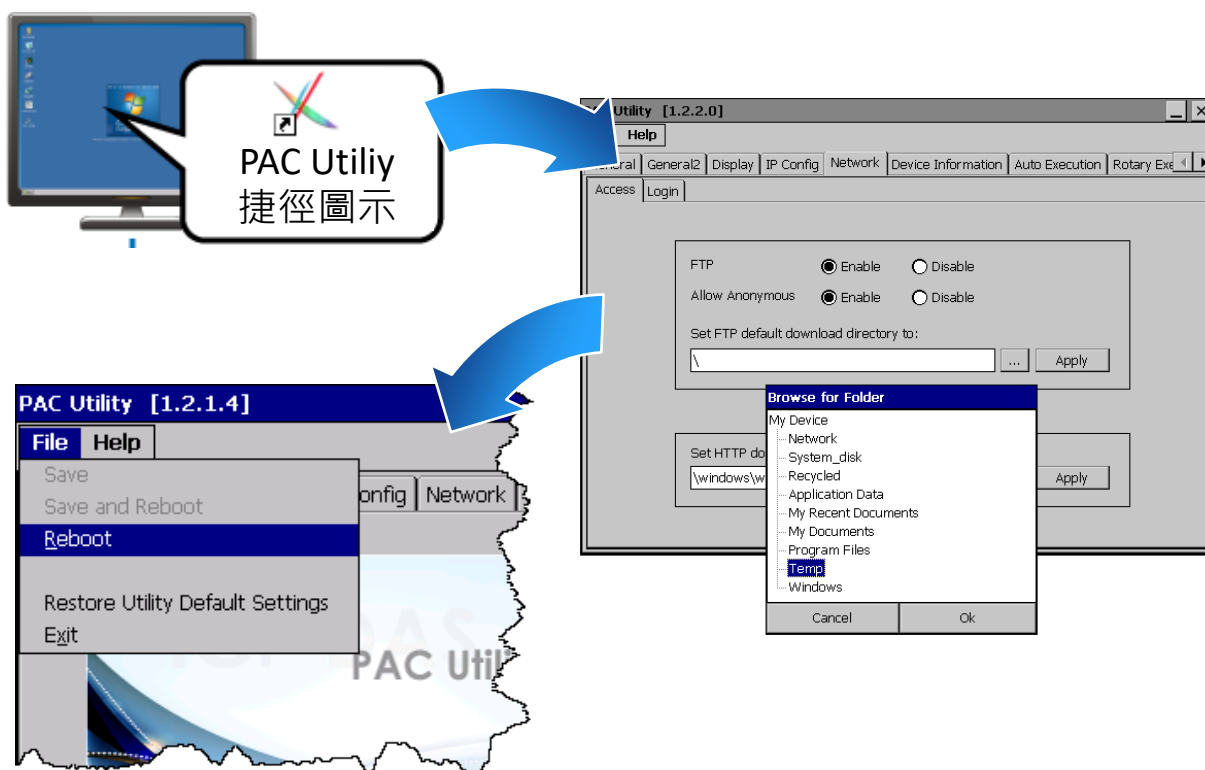 PAC Utiliy
捷徑圖示
Utility [1.2.2.0]
Help
General2 Display IP Config Network Device Information Auto Execution Rotary Exe
Access Login
FTP Enable Disable
Allow Anonymous Enable Disable
Set FTP default download directory to:
\ ... Apply
Browse for Folder
My Device
Network
System_disk
Recycled
Application Data
My Recent Documents
My Documents
Program Files
Temp
Windows
Cancel Ok
Set HTTP do
\windows\w Apply
PAC Utility [1.2.1.4]
File Help
Save
Save and Reboot
Reboot
Restore Utility Default Settings
Exit
onfig Network
PAC Util